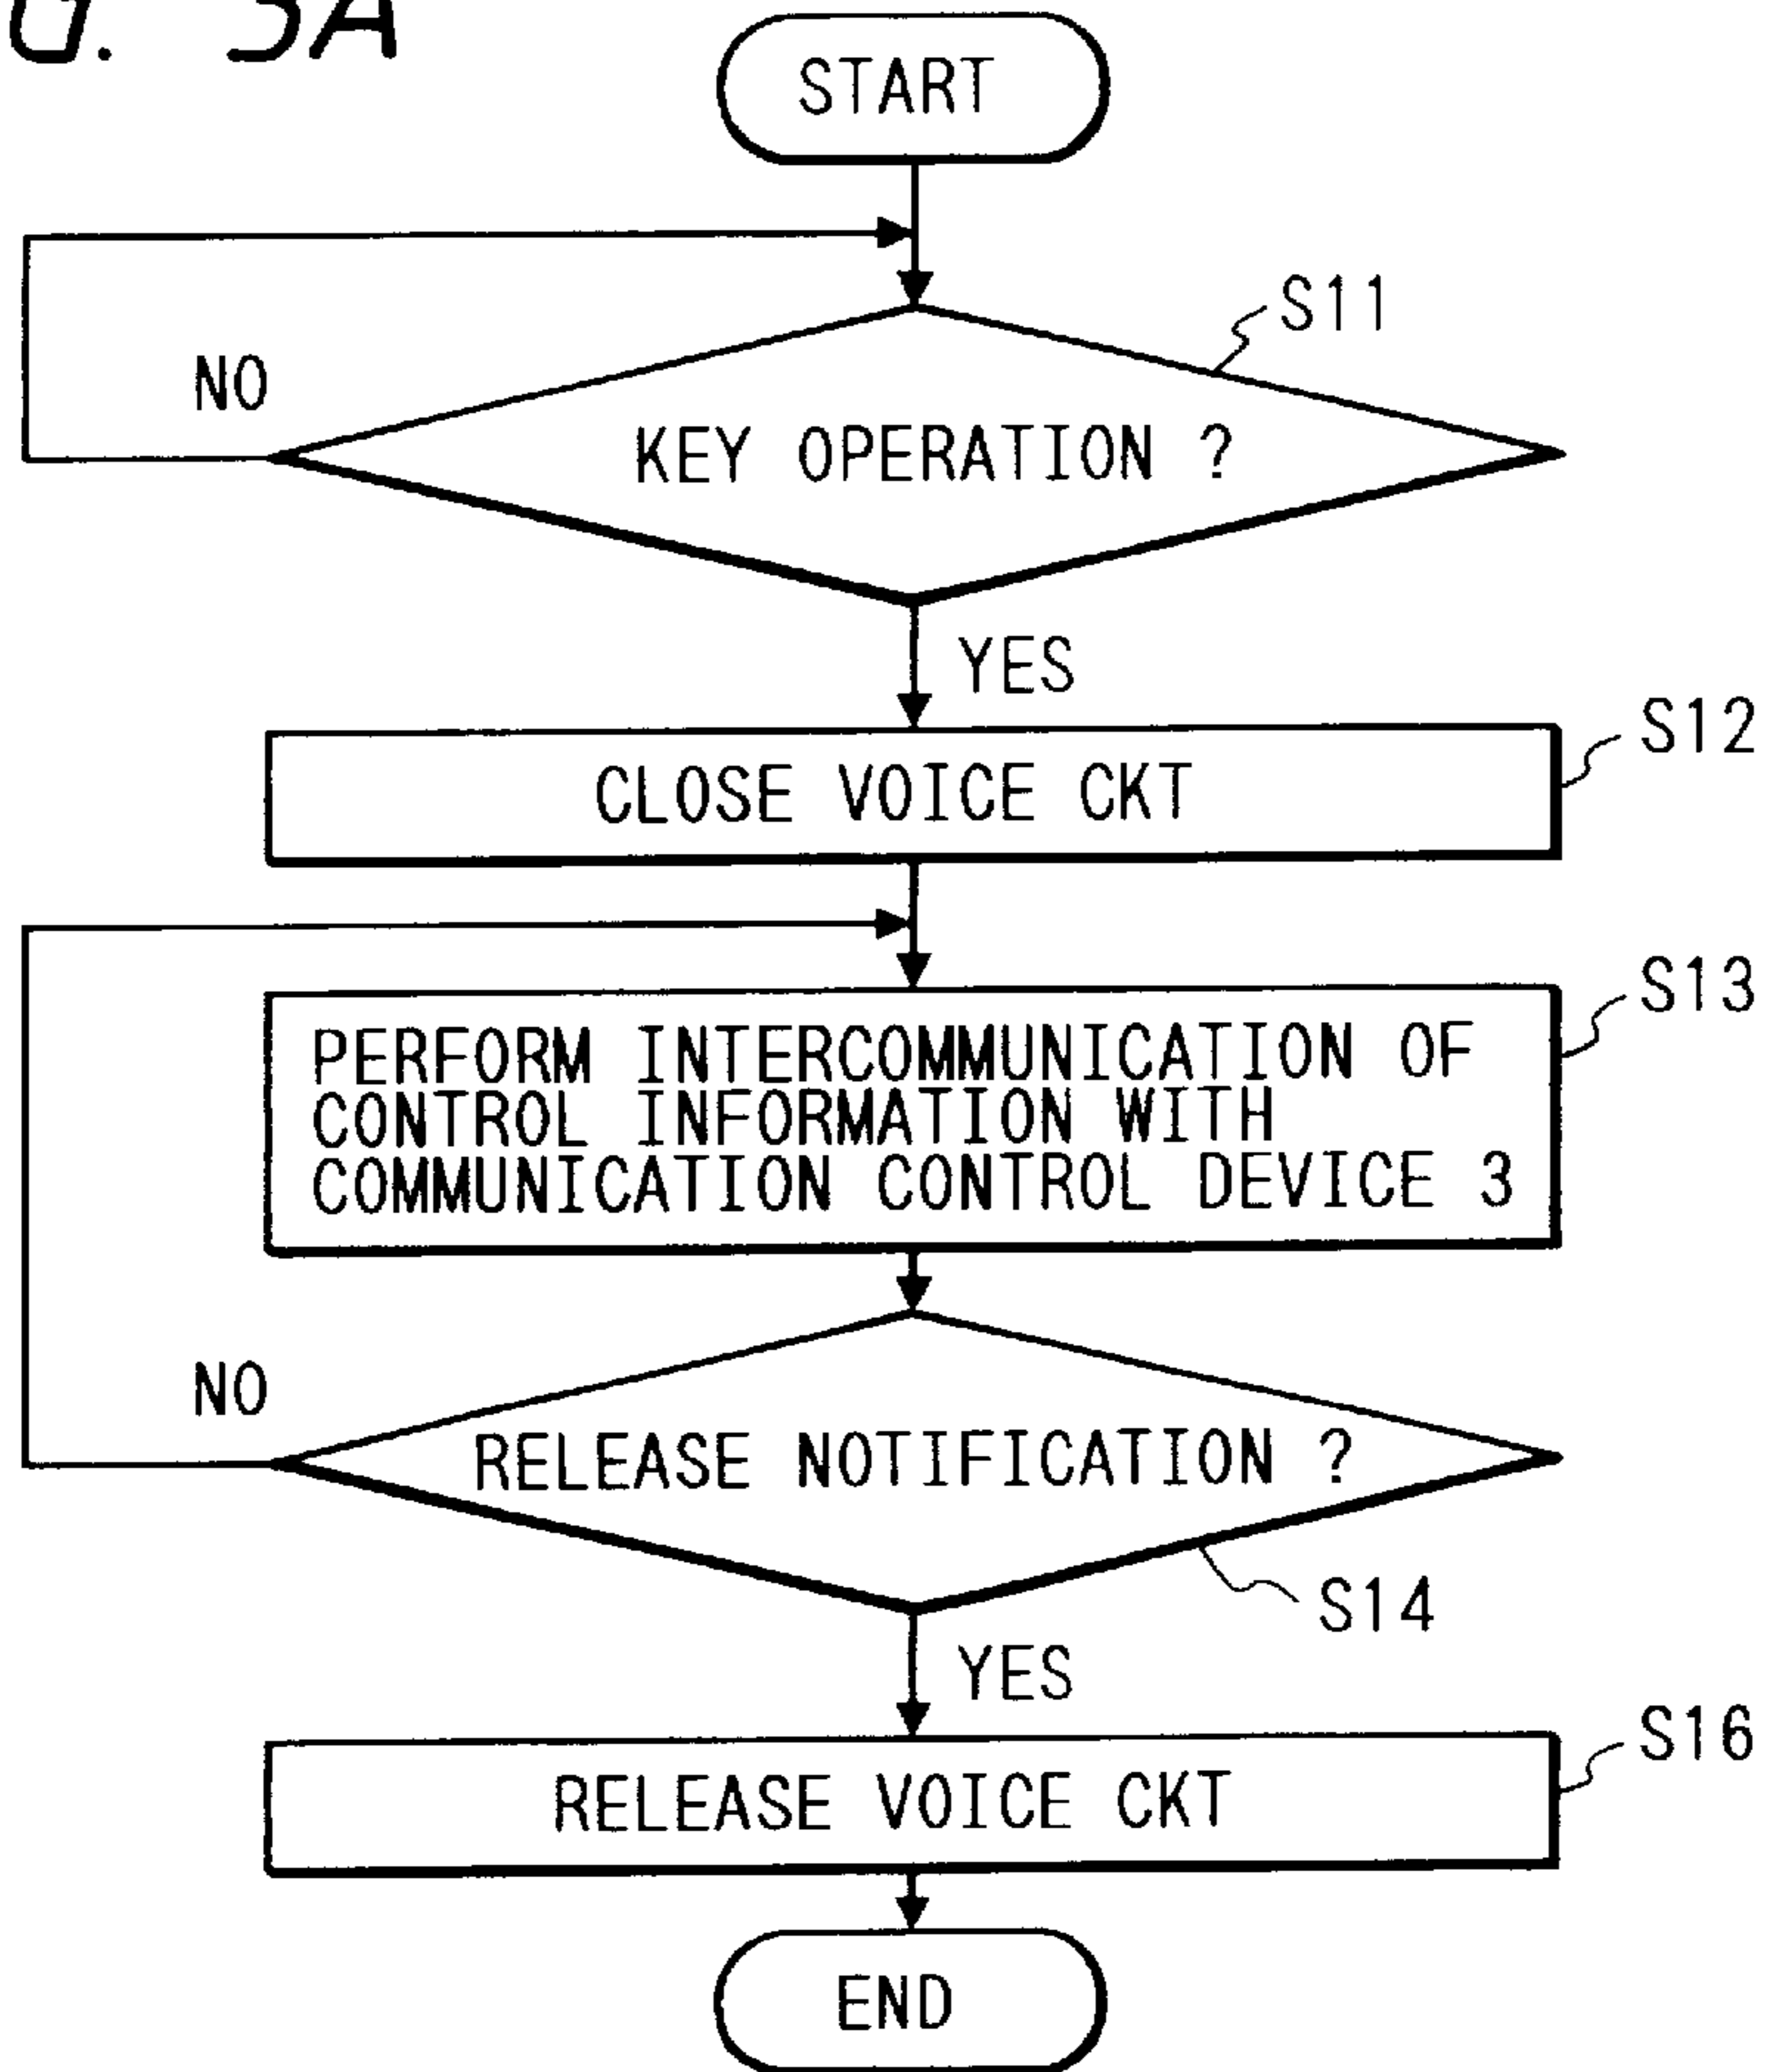 G. 3A
START
S11
NO
KEY OPERATION ?
YES
S12
CLOSE VOICE CKT
S13
PERFORM INTERCOMMUNICATION OF
CONTROL INFORMATION WITH
COMMUNICATION CONTROL DEVICE 3
NO
RELEASE NOTIFICATION ?
S14
YES
S16
RELEASE VOICE CKT
END